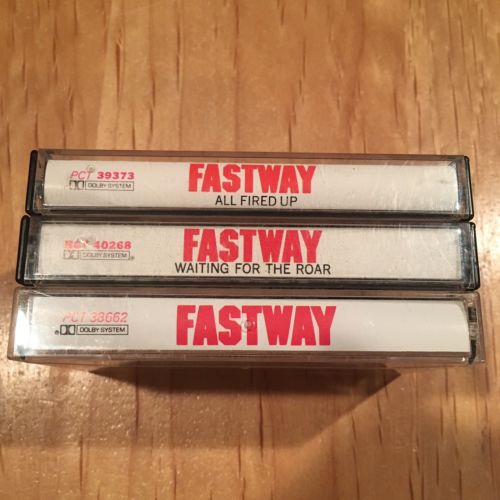 PCT 39373
DOLBY SYSTEM
FASTWAY
ALL FIRED UP
40268
DOLBY SYSTEM
FASTWAY
WAITING FOR THE ROAR
PCT 38662
DOLBY SYSTEM
FASTWAY